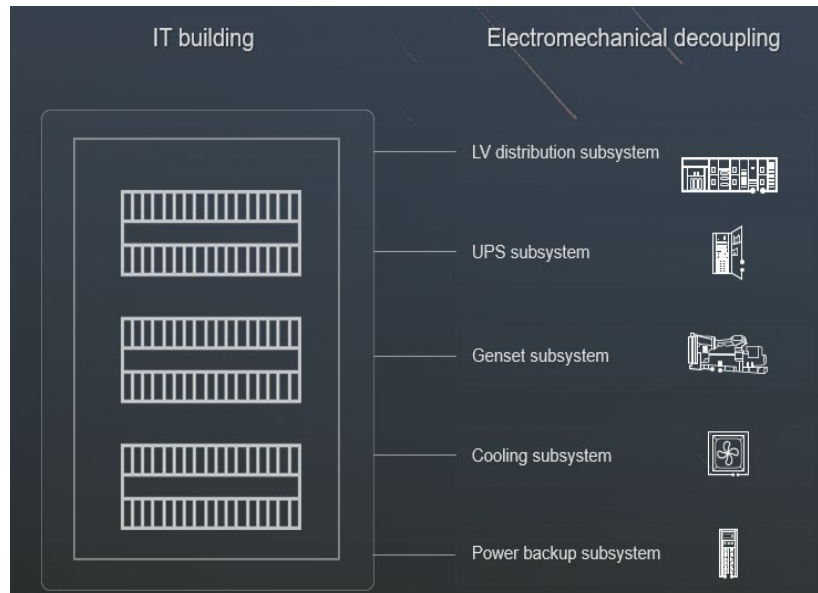 IT building
Electromechanical decoupling
LV distribution subsystem
UPS subsystem
Genset subsystem
Cooling subsystem
Power backup subsystem